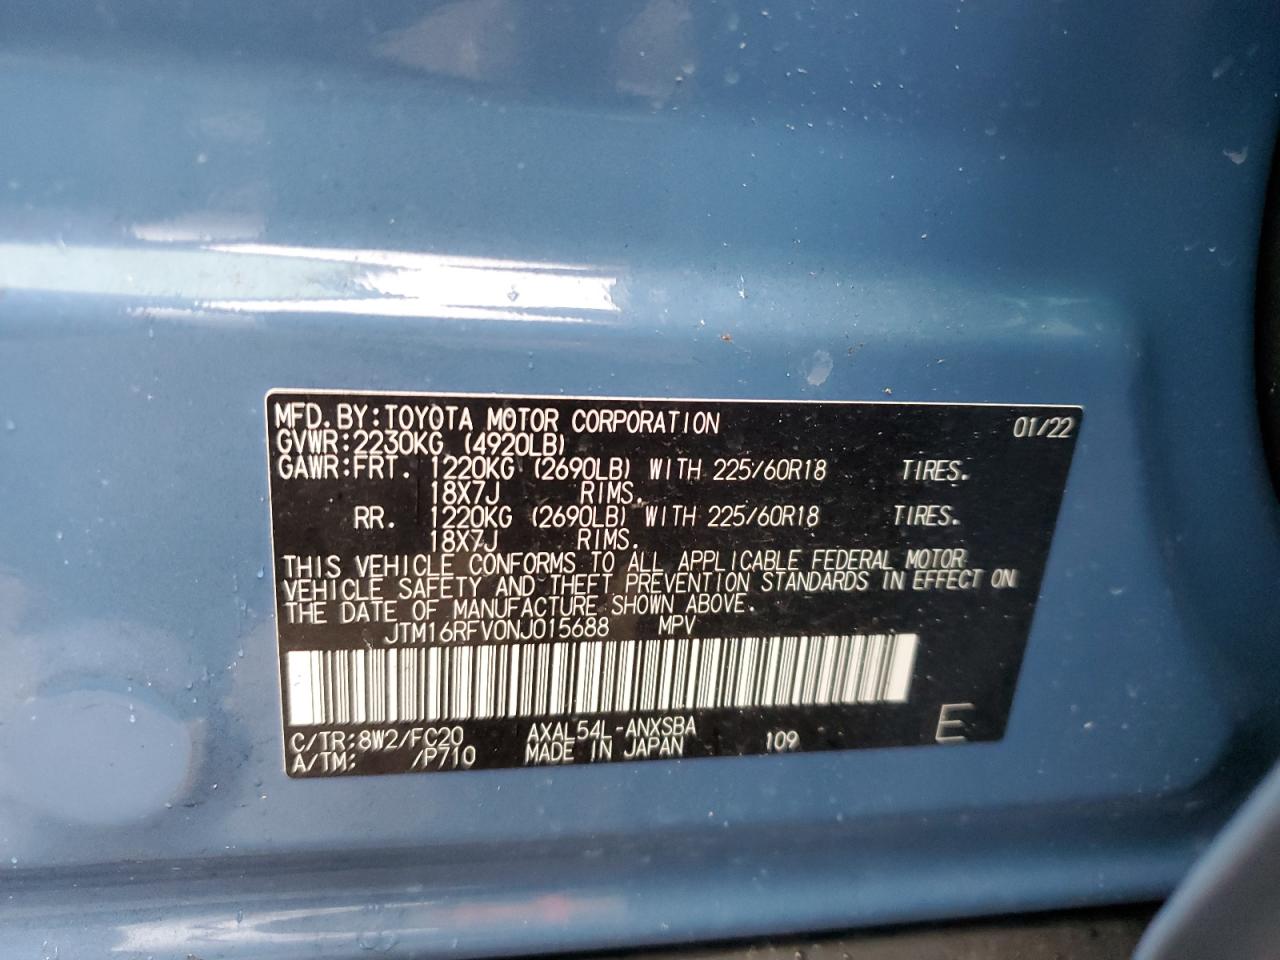 MFD.BY:TOYOTA MOTOR CORPORATION 01/22
GVWR:2230KG (4920LB)
GAWR:FRT. 1220KG (2690LB) WITH 225/60R18 TIRES.
18X7J RIMS.
RR. 1220KG (2690LB) WITH 225/60R18 TIRES.
18X7J RIMS.
THIS VEHICLE CONFORMS TO ALL APPLICABLE FEDERAL MOTOR
VEHICLE SAFETY AND THEFT PREVENTION STANDARDS IN EFFECT ON
THE DATE OF MANUFACTURE SHOWN ABOVE.
JTM16RFV0NJ015688 MPV
C/TR:8W2/FC20 AXAL54L-ANXSBA
A/TM: /P710 MADE IN JAPAN 109 E